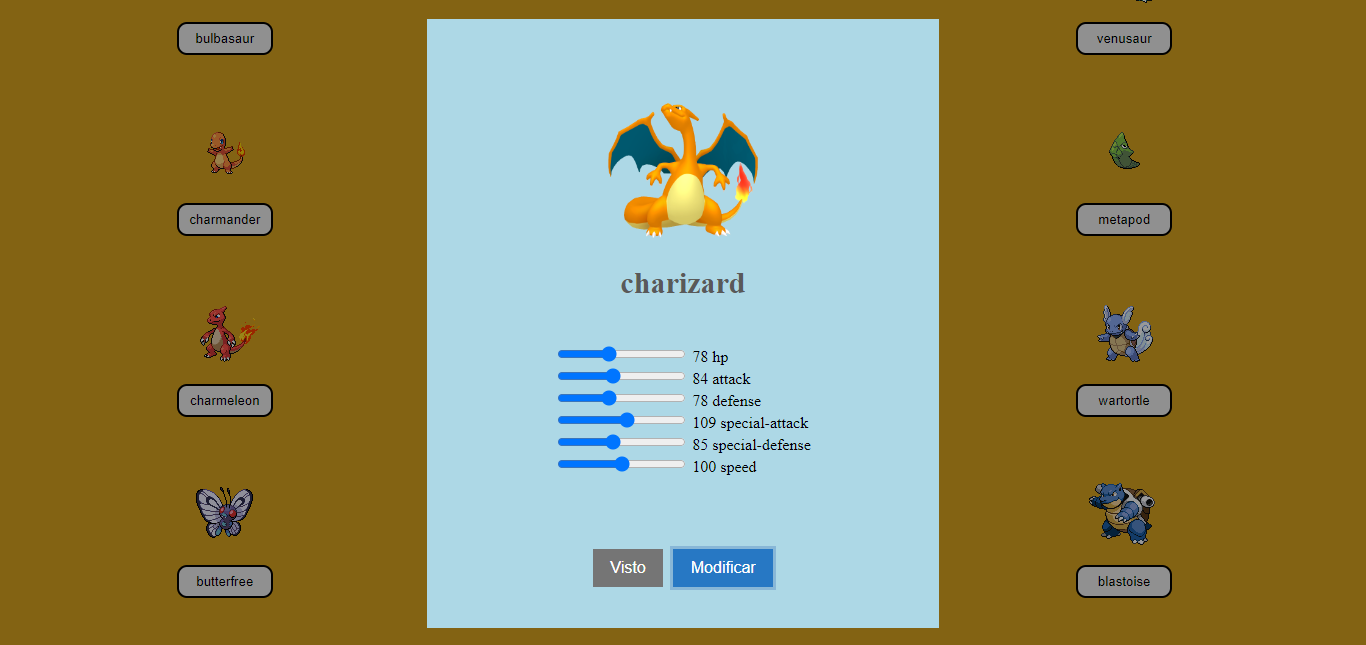 bulbasaur
venusaur
charmander
metapod
charizard
78 hp
84 attack
78 defense
109 special-attack
85 special-defense
100 speed
charmeleon
wartortle
Visto
Modificar
butterfree
blastoise